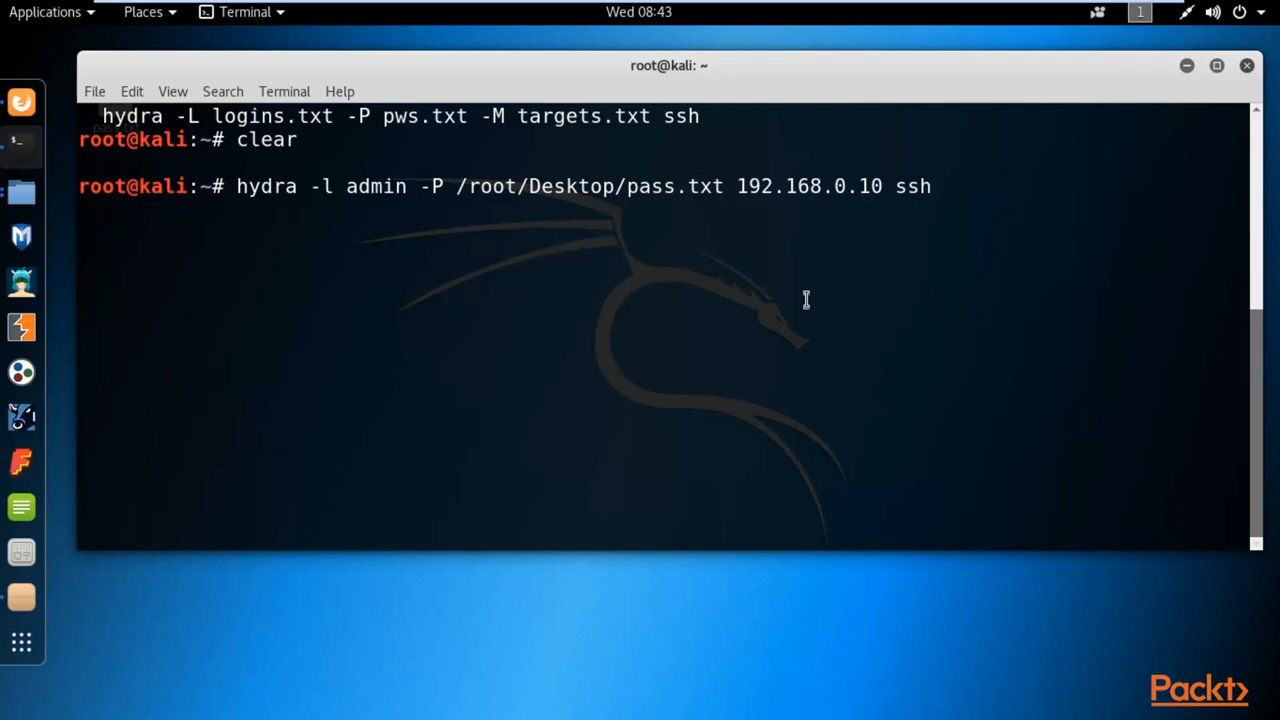 Applications Places Terminal Wed 08:43 1
root@kali: ~
File Edit View Search Terminal Help
hydra -L logins.txt -P pws.txt -M targets.txt ssh
root@kali:~# clear
root@kali:~# hydra -l admin -P /root/Desktop/pass.txt 192.168.0.10 ssh
Packt>